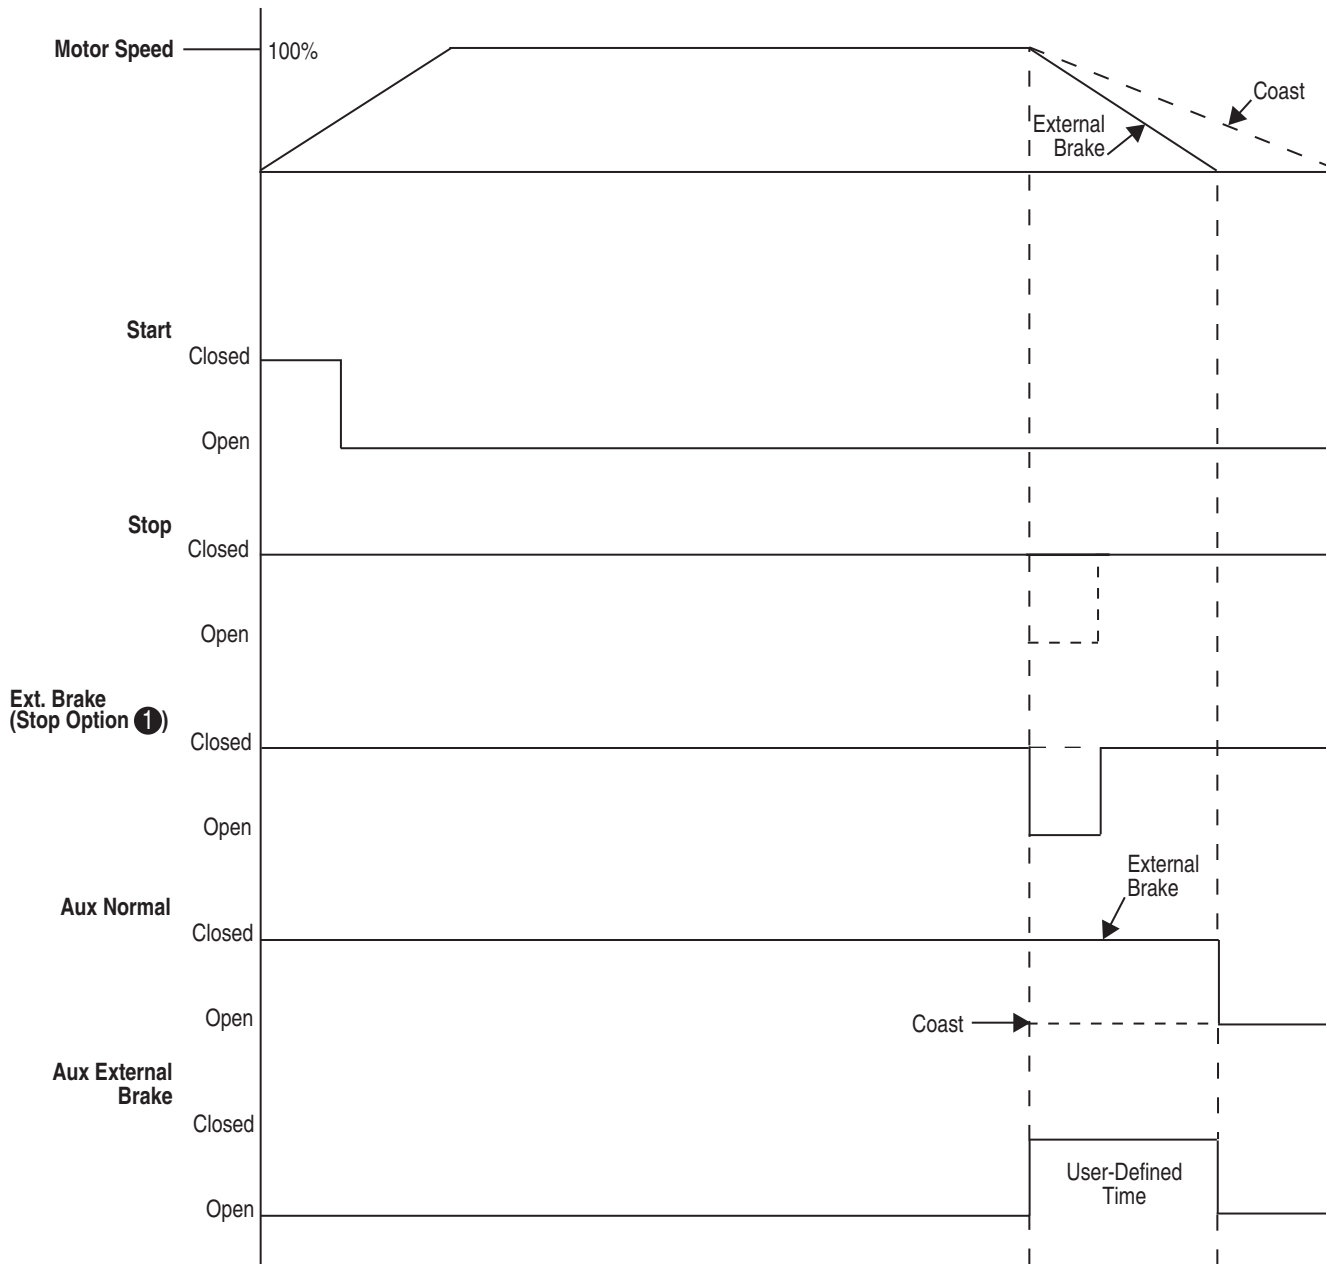 Motor Speed
100%
Coast
External
Brake
Start
Closed
Open
Stop
Closed
Open
Ext. Brake
(Stop Option ❶)
Closed
Open
External
Brake
Aux Normal
Closed
Open
Coast
Aux External
Brake
Closed
User-Defined
Time
Open